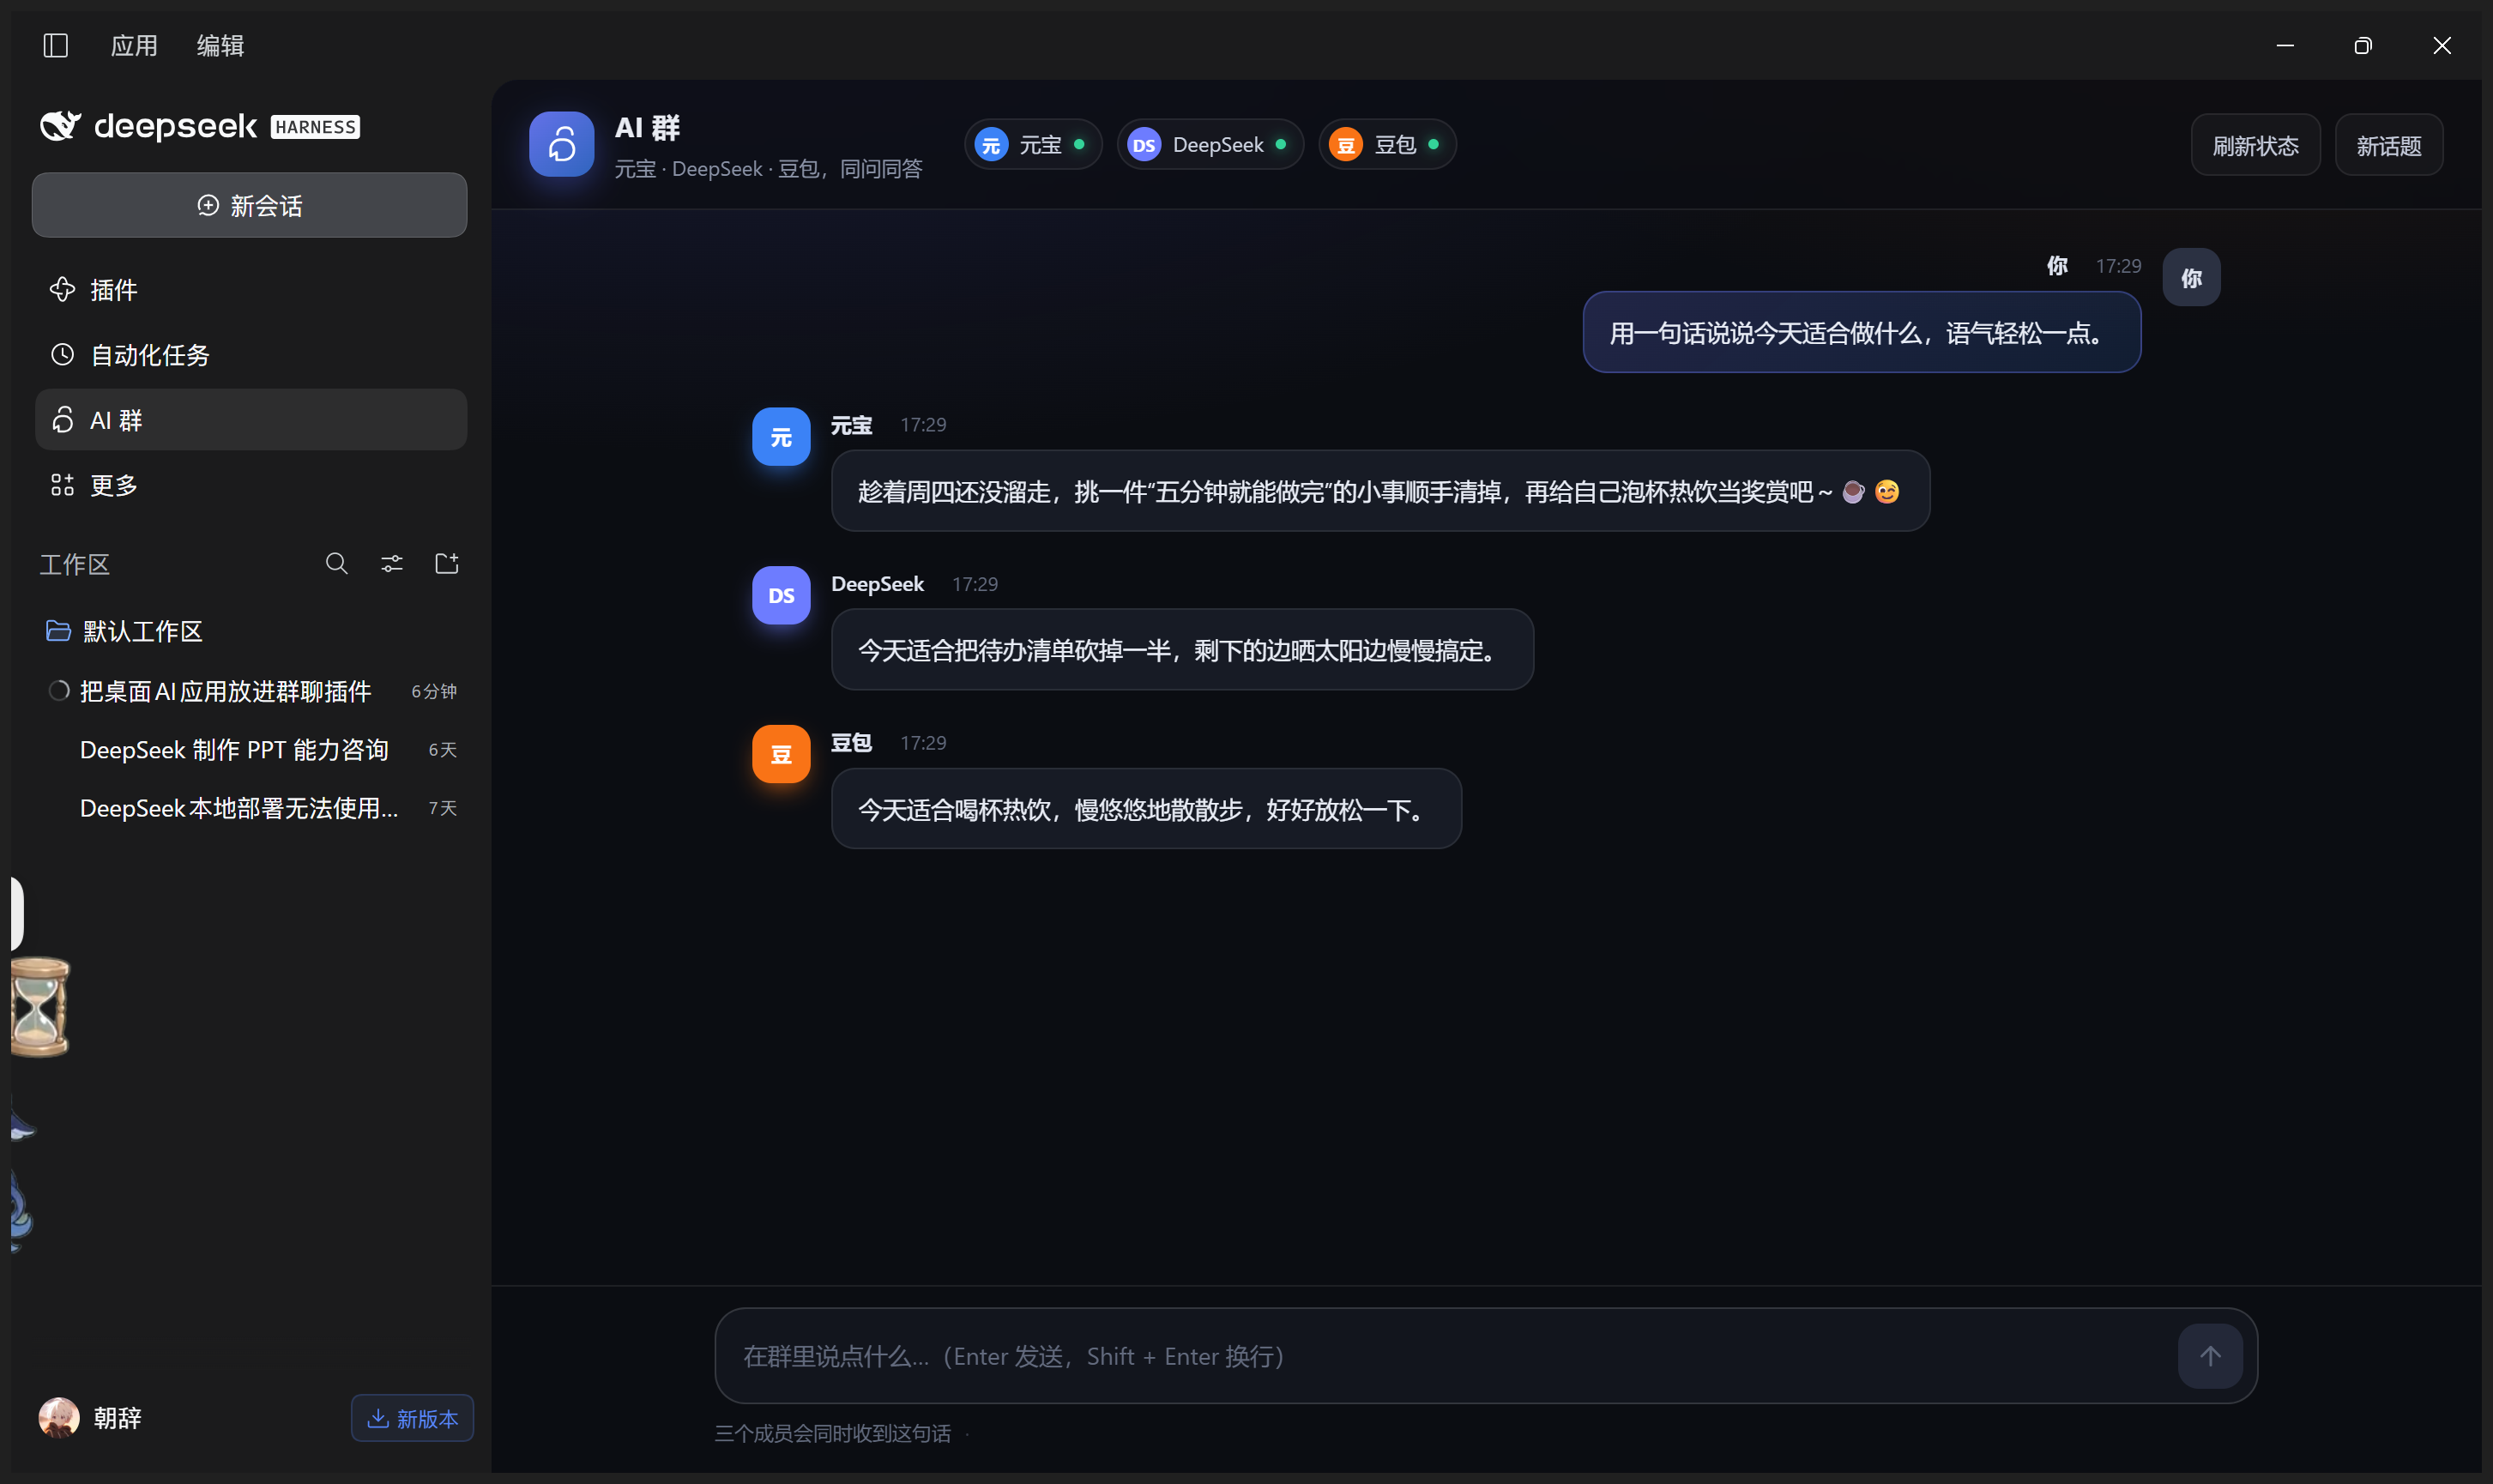 应用 编辑
deepseek HARNESS
新会话
插件
自动化任务
AI 群
更多
工作区
默认工作区
把桌面AI应用放进群聊插件 6分钟
DeepSeek 制作 PPT 能力咨询 6天
DeepSeek本地部署无法使用... 7天
朝辞 新版本
AI 群
元宝 · DeepSeek · 豆包，同问同答
元 元宝
DS DeepSeek
豆 豆包
刷新状态 新话题
你 17:29
你
用一句话说说今天适合做什么，语气轻松一点。
元
元宝 17:29
趁着周四还没溜走，挑一件“五分钟就能做完”的小事顺手清掉，再给自己泡杯热饮当奖赏吧～ ☕ 😉
DS
DeepSeek 17:29
今天适合把待办清单砍掉一半，剩下的边晒太阳边慢慢搞定。
豆
豆包 17:29
今天适合喝杯热饮，慢悠悠地散散步，好好放松一下。
在群里说点什么...（Enter 发送，Shift + Enter 换行）
三个成员会同时收到这句话 ·